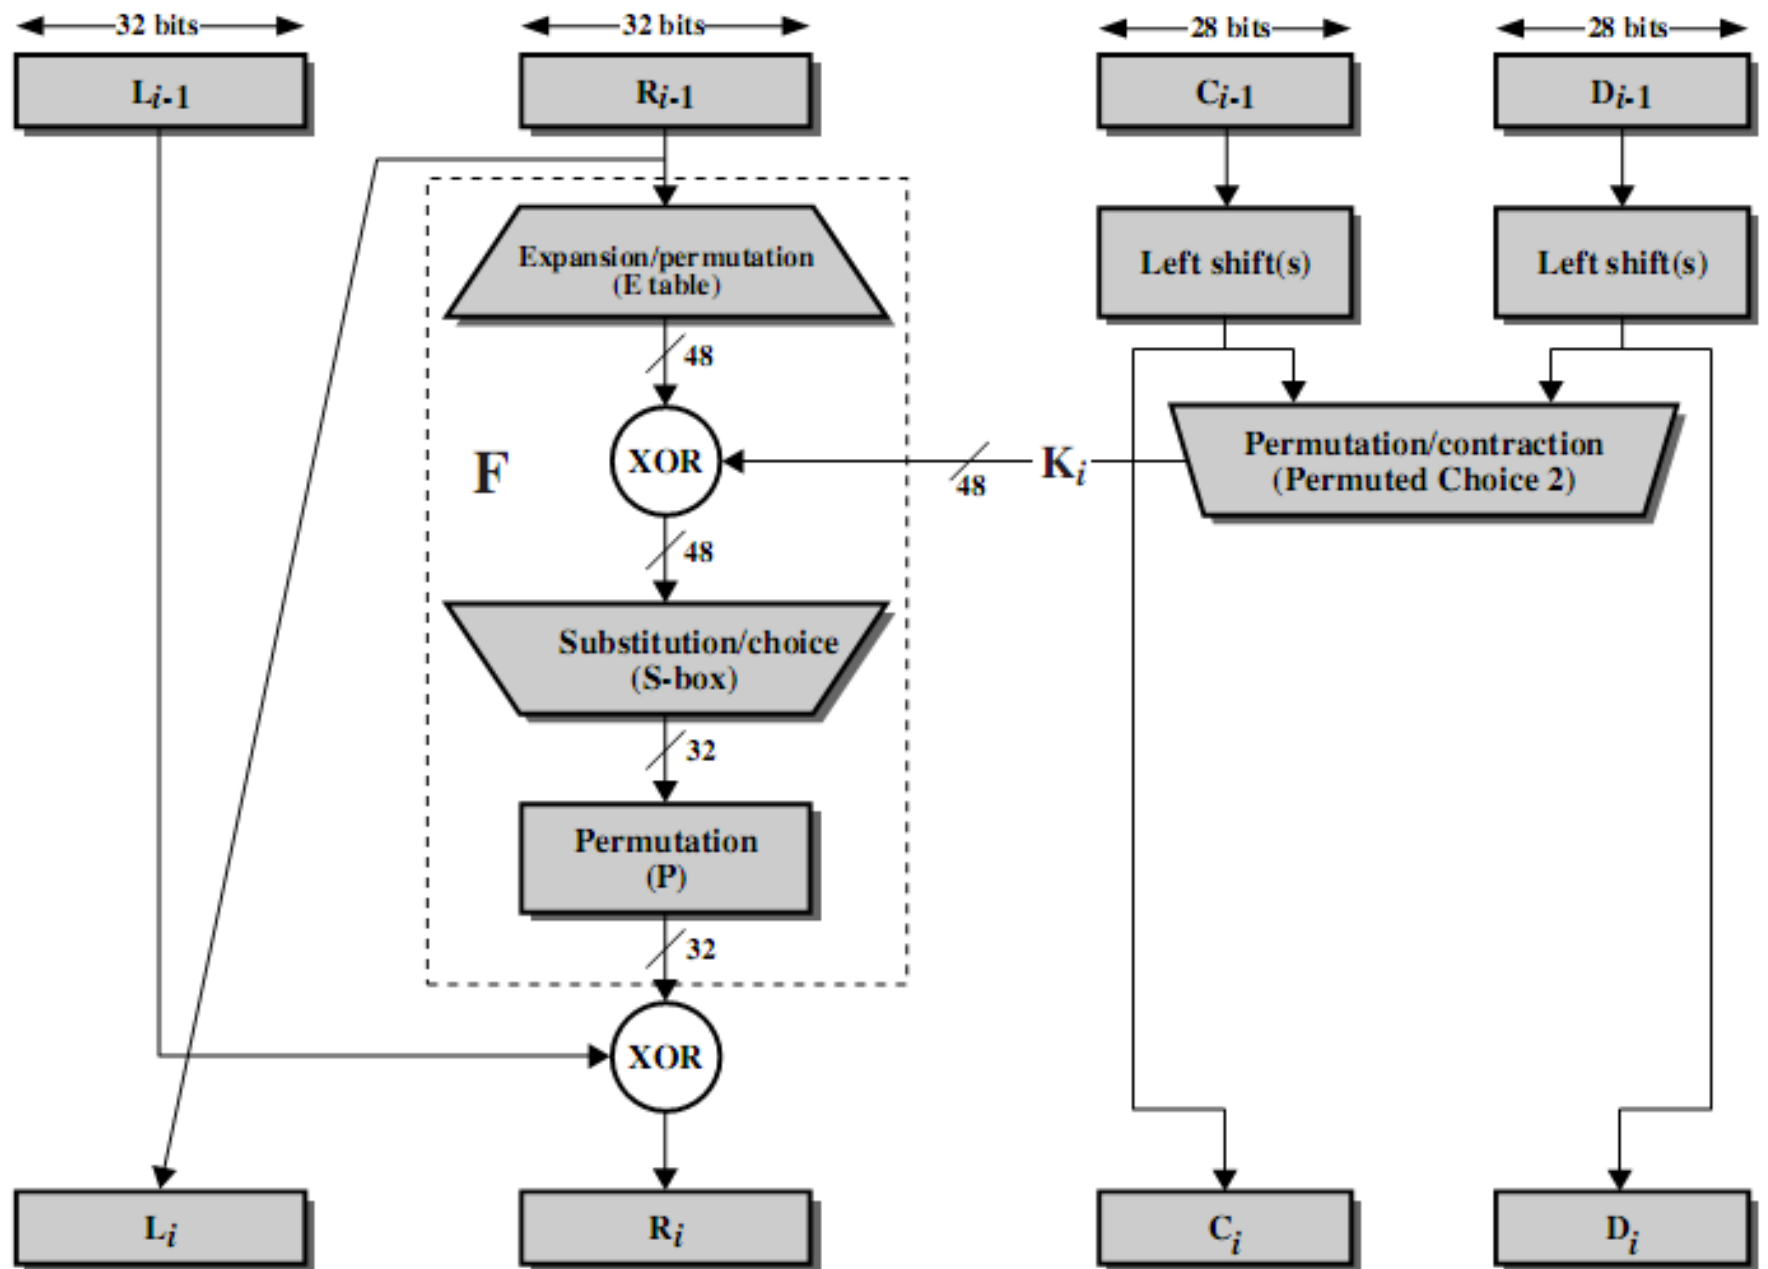 32 bits
32 bits
28 bits
28 bits
Li-1
Ri-1
Ci-1
Di-1
Expansion/permutation
(E table)
Left shift(s)
Left shift(s)
48
F
XOR
48
Ki
Permutation/contraction
(Permuted Choice 2)
48
Substitution/choice
(S-box)
32
Permutation
(P)
32
XOR
Li
Ri
Ci
Di